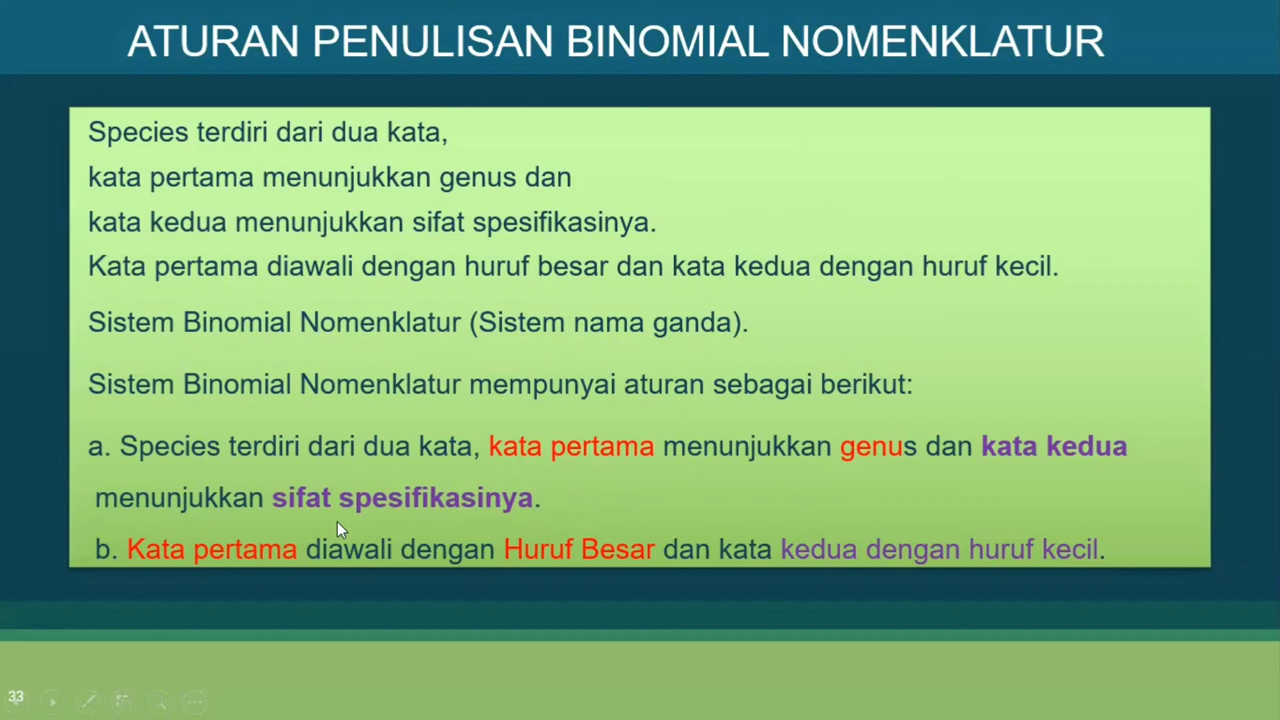 ATURAN PENULISAN BINOMIAL NOMENKLATUR
Species terdiri dari dua kata,
kata pertama menunjukkan genus dan
kata kedua menunjukkan sifat spesifikasinya.
Kata pertama diawali dengan huruf besar dan kata kedua dengan huruf kecil.
Sistem Binomial Nomenklatur (Sistem nama ganda).
Sistem Binomial Nomenklatur mempunyai aturan sebagai berikut:
a. Species terdiri dari dua kata, kata pertama menunjukkan genus dan kata kedua
menunjukkan sifat spesifikasinya.
b. Kata pertama diawali dengan Huruf Besar dan kata kedua dengan huruf kecil.
33